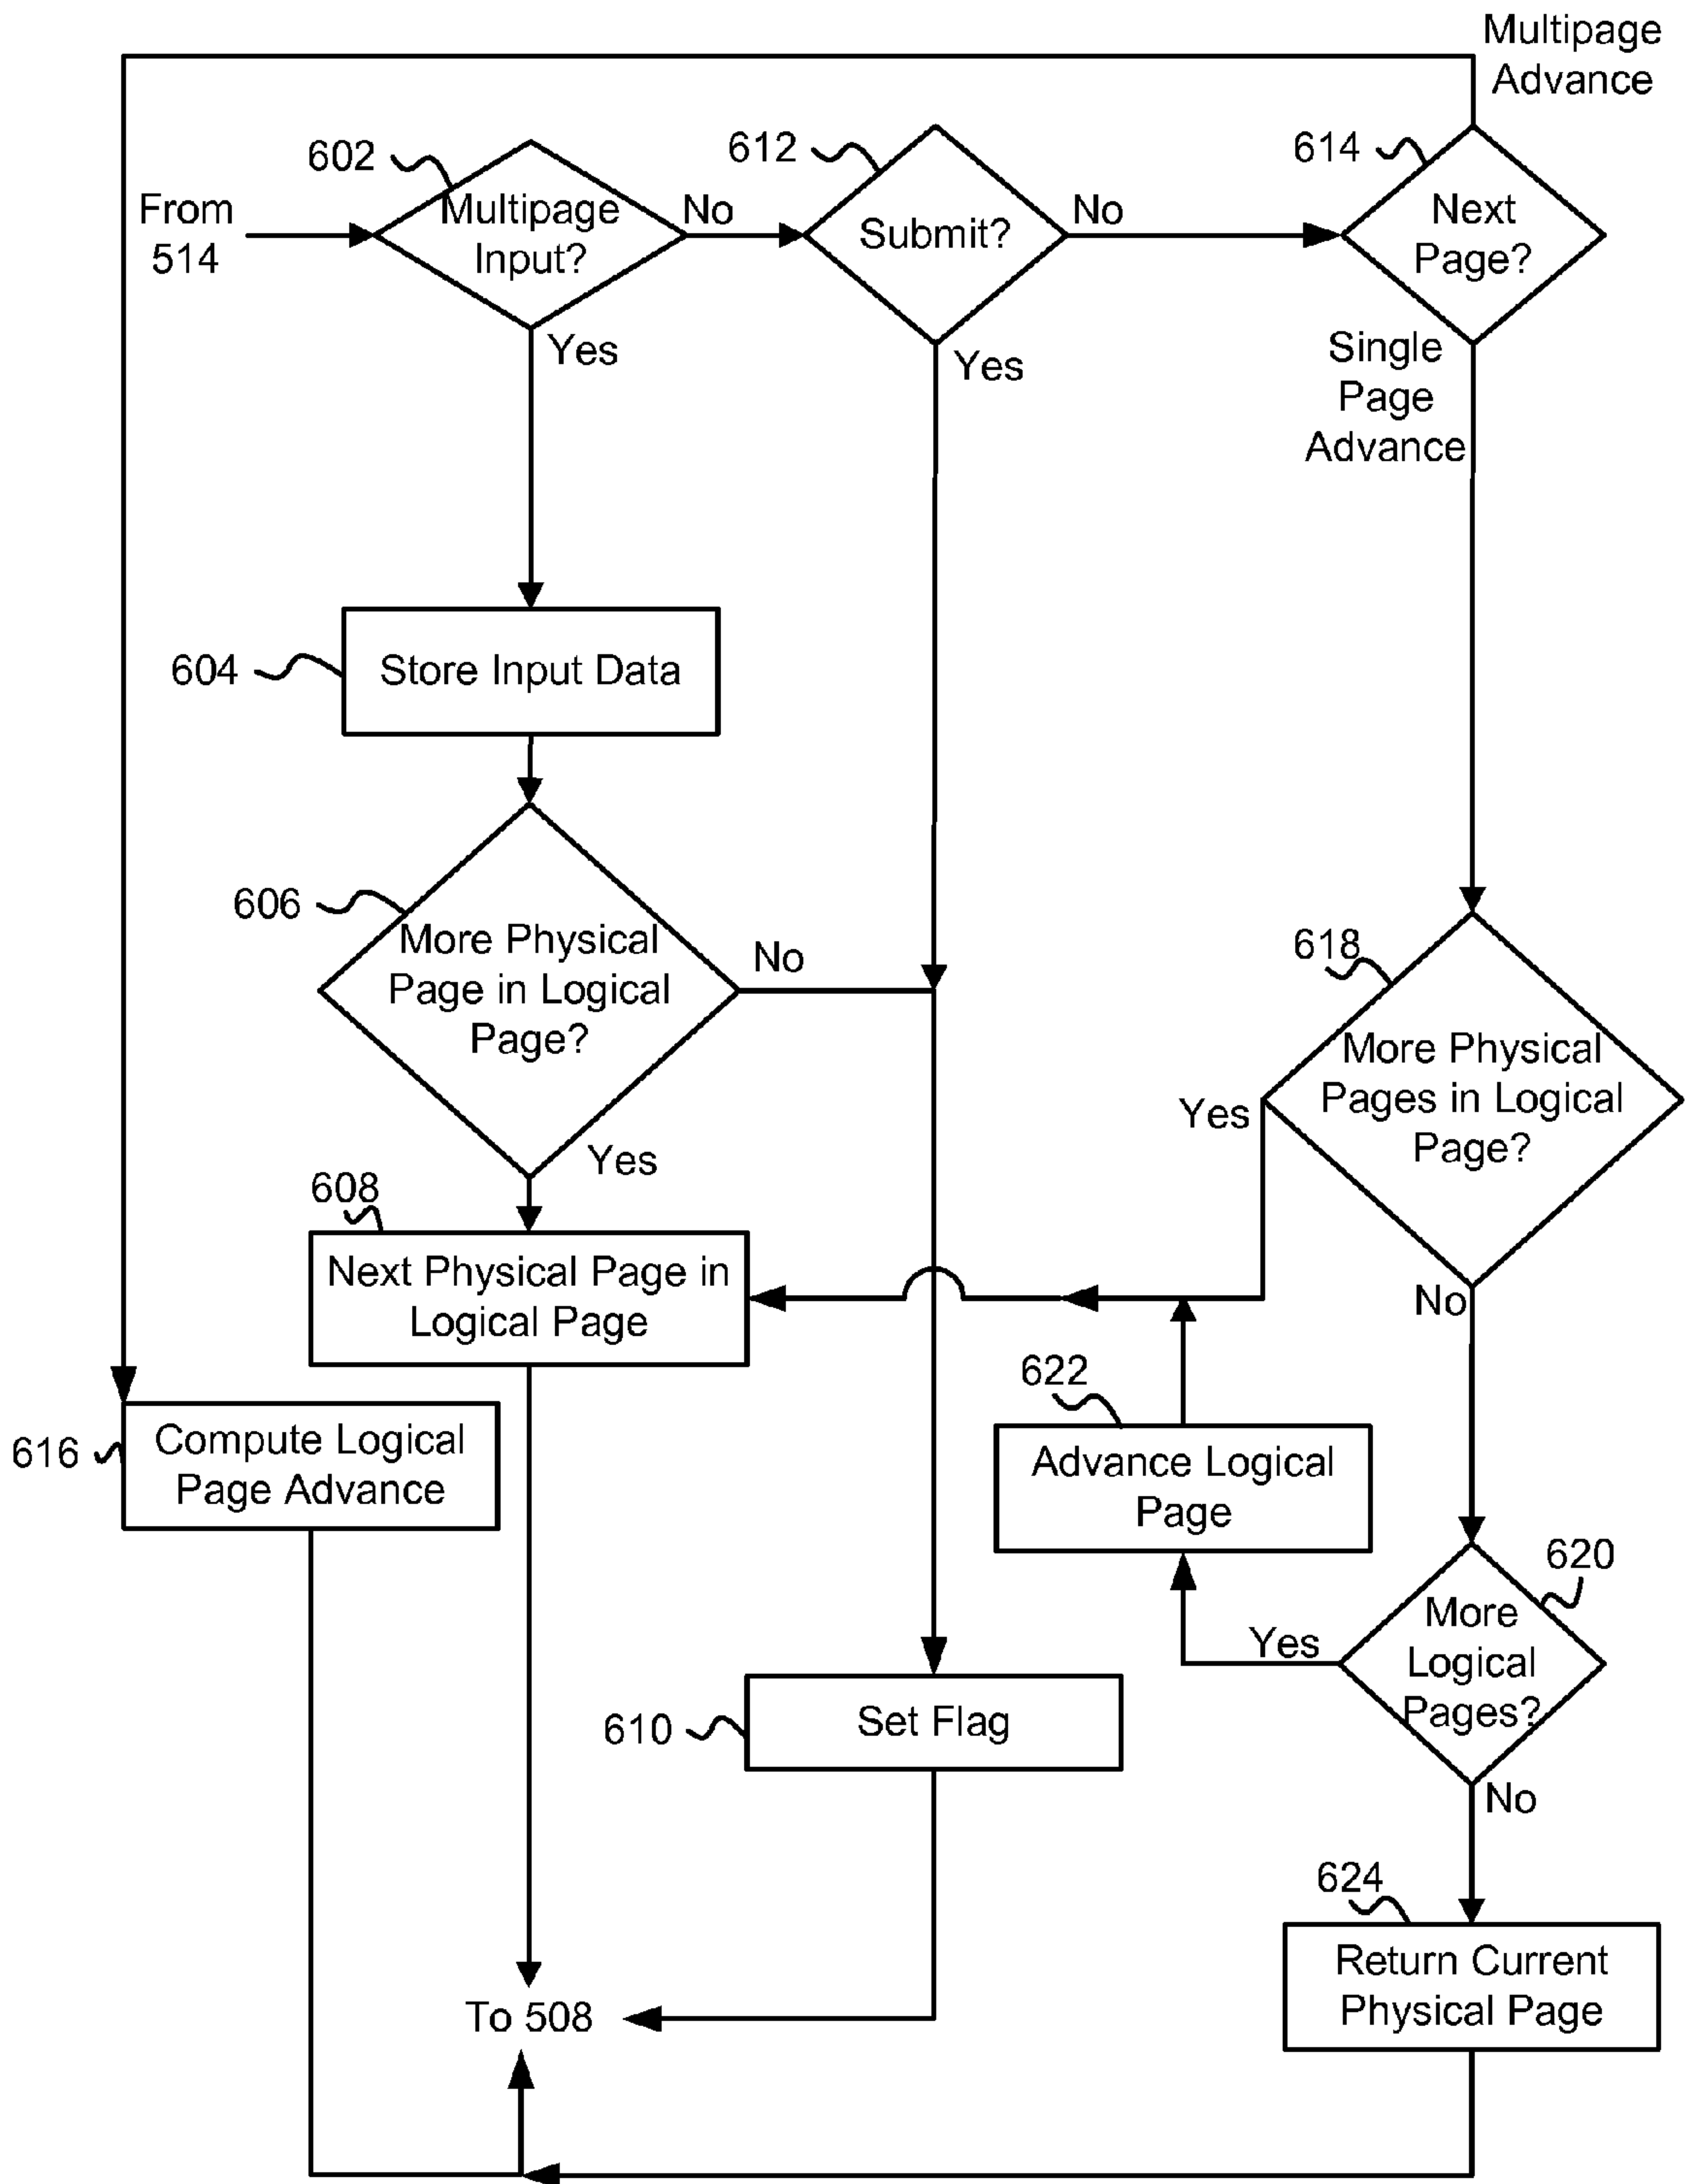 Multipage
Advance
602
612
614
From
514
Multipage
Input?
No
Submit?
No
Next
Page?
Yes
Yes
Single
Page
Advance
604
Store Input Data
606
More Physical
Page in Logical
Page?
No
618
More Physical
Pages in Logical
Page?
Yes
Yes
No
608
Next Physical Page in
Logical Page
622
616
Compute Logical
Page Advance
Advance Logical
Page
620
More
Logical
Pages?
Yes
610
Set Flag
No
624
Return Current
Physical Page
To 508